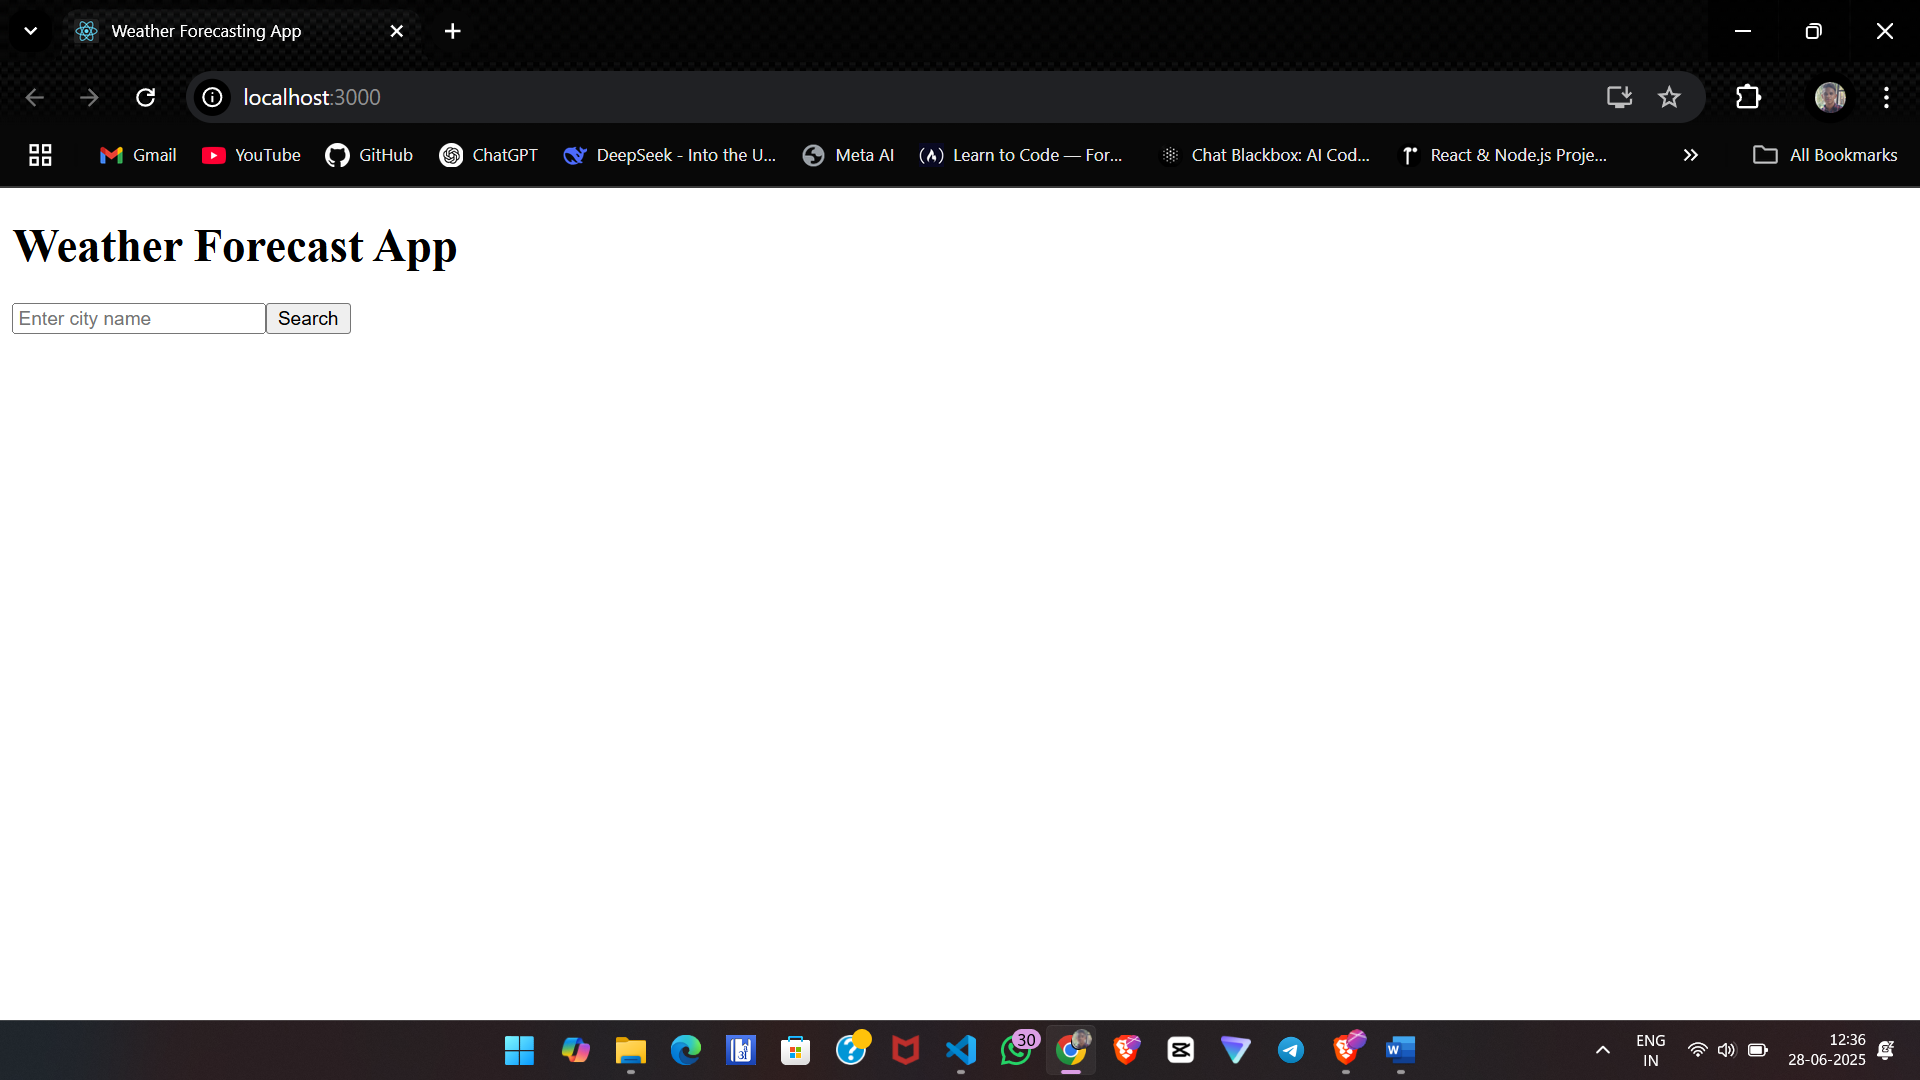 Weather Forecasting App
localhost:3000
Gmail
YouTube
GitHub
ChatGPT
DeepSeek - Into the U...
Meta AI
Learn to Code — For...
Chat Blackbox: AI Cod...
React & Node.js Proje...
All Bookmarks
Weather Forecast App
Enter city name
Search
31
30
W
ENG
IN
12:36
28-06-2025